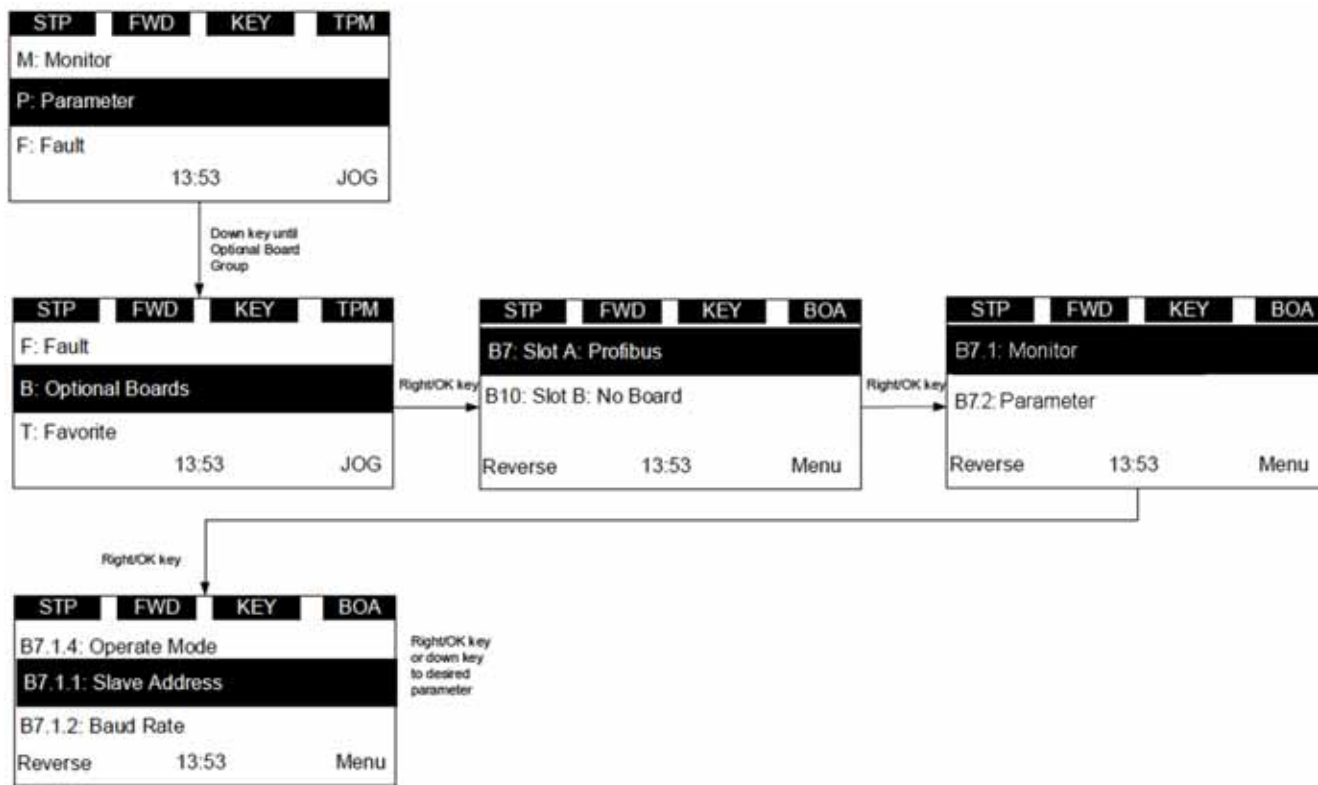 STP FWD KEY TPM
M: Monitor
P: Parameter
F: Fault
13:53 JOG
Down key until
Optional Board
Group
STP FWD KEY TPM
F: Fault
B: Optional Boards
T: Favorite
13:53 JOG
Right/OK key
STP FWD KEY BOA
B7: Slot A: Profibus
B10: Slot B: No Board
Reverse 13:53 Menu
Right/OK key
STP FWD KEY BOA
B7.1: Monitor
B7.2: Parameter
Reverse 13:53 Menu
Right/OK key
STP FWD KEY BOA
B7.1.4: Operate Mode
B7.1.1: Slave Address
B7.1.2: Baud Rate
Reverse 13:53 Menu
Right/OK key
or down key
to desired
parameter